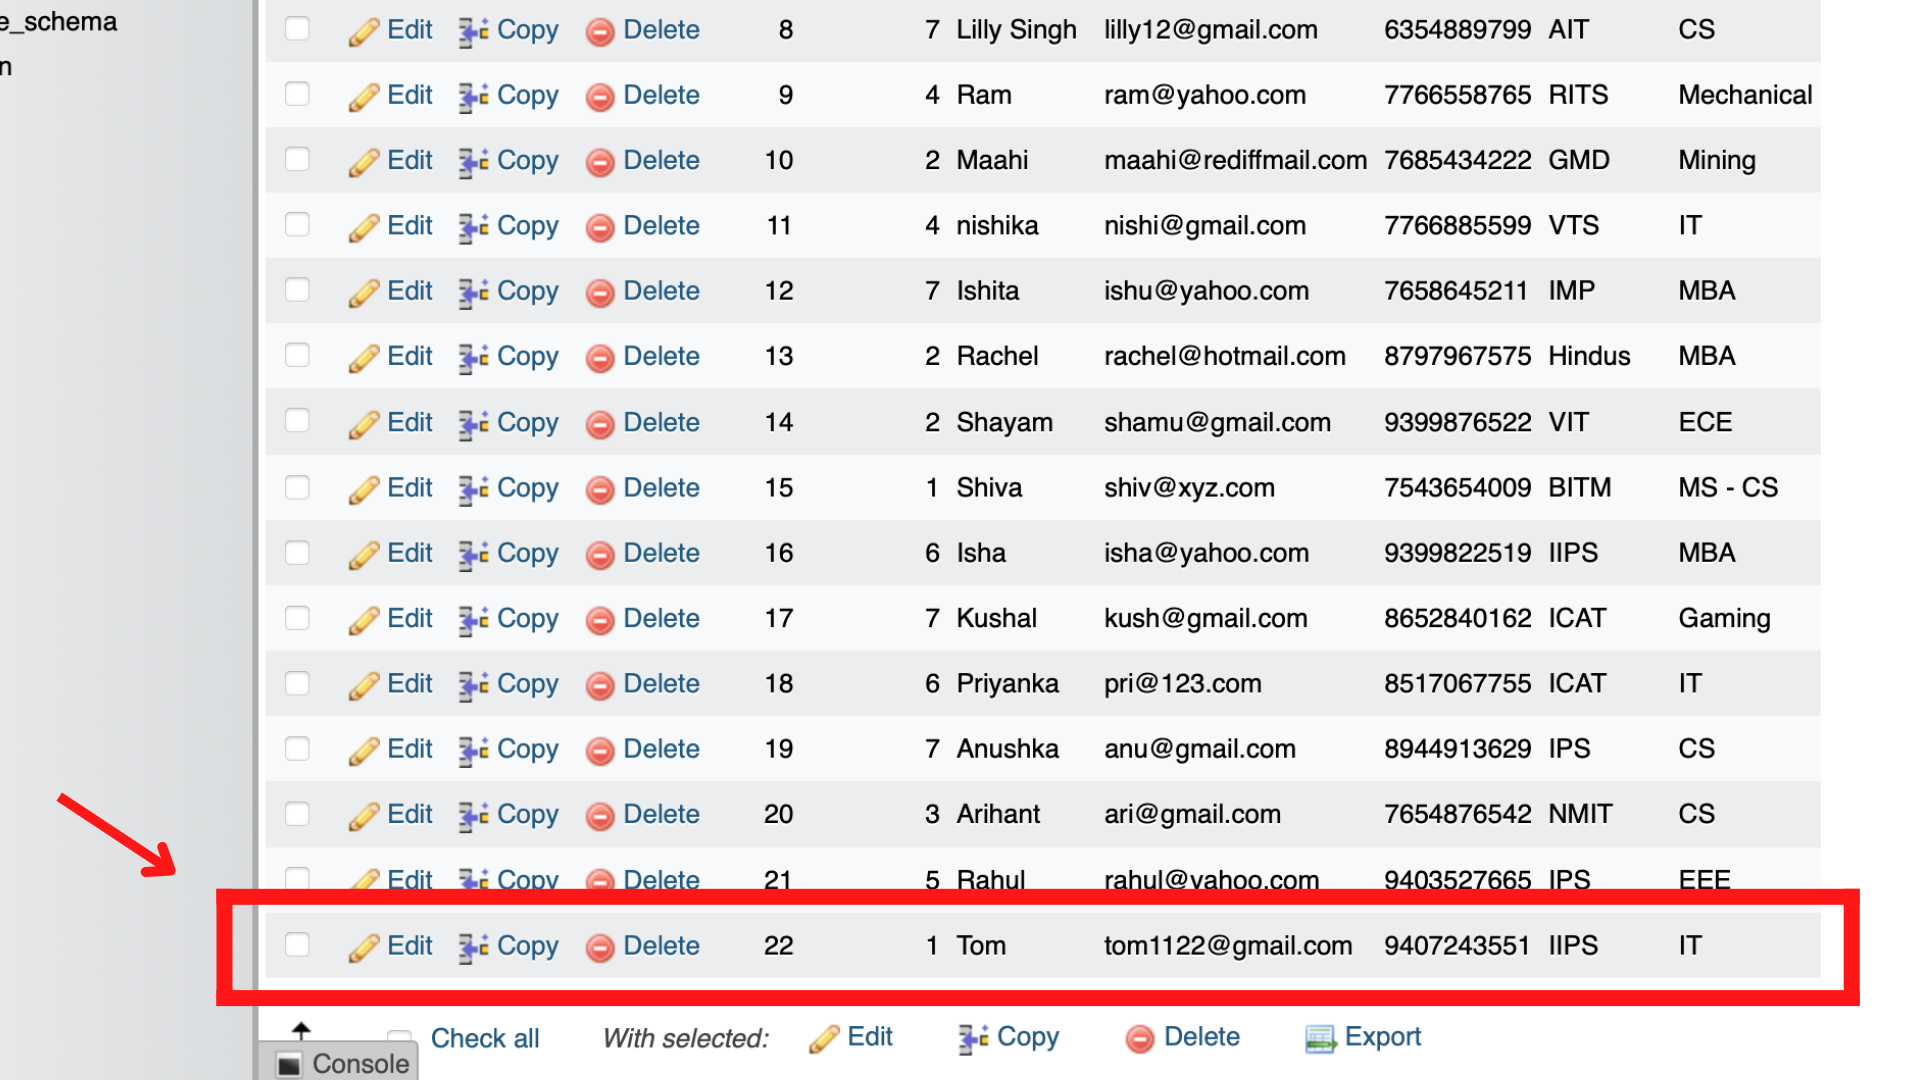 e_schema
n
Edit Copy Delete 8 7 Lilly Singh lilly12@gmail.com 6354889799 AIT CS
Edit Copy Delete 9 4 Ram ram@yahoo.com 7766558765 RITS Mechanical
Edit Copy Delete 10 2 Maahi maahi@rediffmail.com 7685434222 GMD Mining
Edit Copy Delete 11 4 nishika nishi@gmail.com 7766885599 VTS IT
Edit Copy Delete 12 7 Ishita ishu@yahoo.com 7658645211 IMP MBA
Edit Copy Delete 13 2 Rachel rachel@hotmail.com 8797967575 Hindus MBA
Edit Copy Delete 14 2 Shayam shamu@gmail.com 9399876522 VIT ECE
Edit Copy Delete 15 1 Shiva shiv@xyz.com 7543654009 BITM MS - CS
Edit Copy Delete 16 6 Isha isha@yahoo.com 9399822519 IIPS MBA
Edit Copy Delete 17 7 Kushal kush@gmail.com 8652840162 ICAT Gaming
Edit Copy Delete 18 6 Priyanka pri@123.com 8517067755 ICAT IT
Edit Copy Delete 19 7 Anushka anu@gmail.com 8944913629 IPS CS
Edit Copy Delete 20 3 Arihant ari@gmail.com 7654876542 NMIT CS
Edit Copy Delete 21 5 Rahul rahul@yahoo.com 9403527665 IPS EEE
Edit Copy Delete 22 1 Tom tom1122@gmail.com 9407243551 IIPS IT
Check all With selected: Edit Copy Delete Export
Console